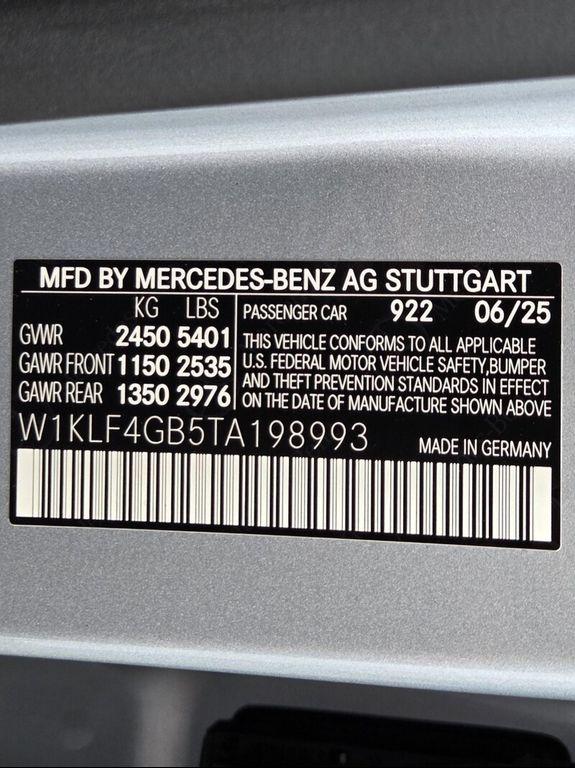 MFD BY MERCEDES-BENZ AG STUTTGART
KG LBS
GVWR 2450 5401
GAWR FRONT 1150 2535
GAWR REAR 1350 2976
PASSENGER CAR 922 06/25
THIS VEHICLE CONFORMS TO ALL APPLICABLE
U.S. FEDERAL MOTOR VEHICLE SAFETY,BUMPER
AND THEFT PREVENTION STANDARDS IN EFFECT
ON THE DATE OF MANUFACTURE SHOWN ABOVE
W1KLF4GB5TA198993
MADE IN GERMANY